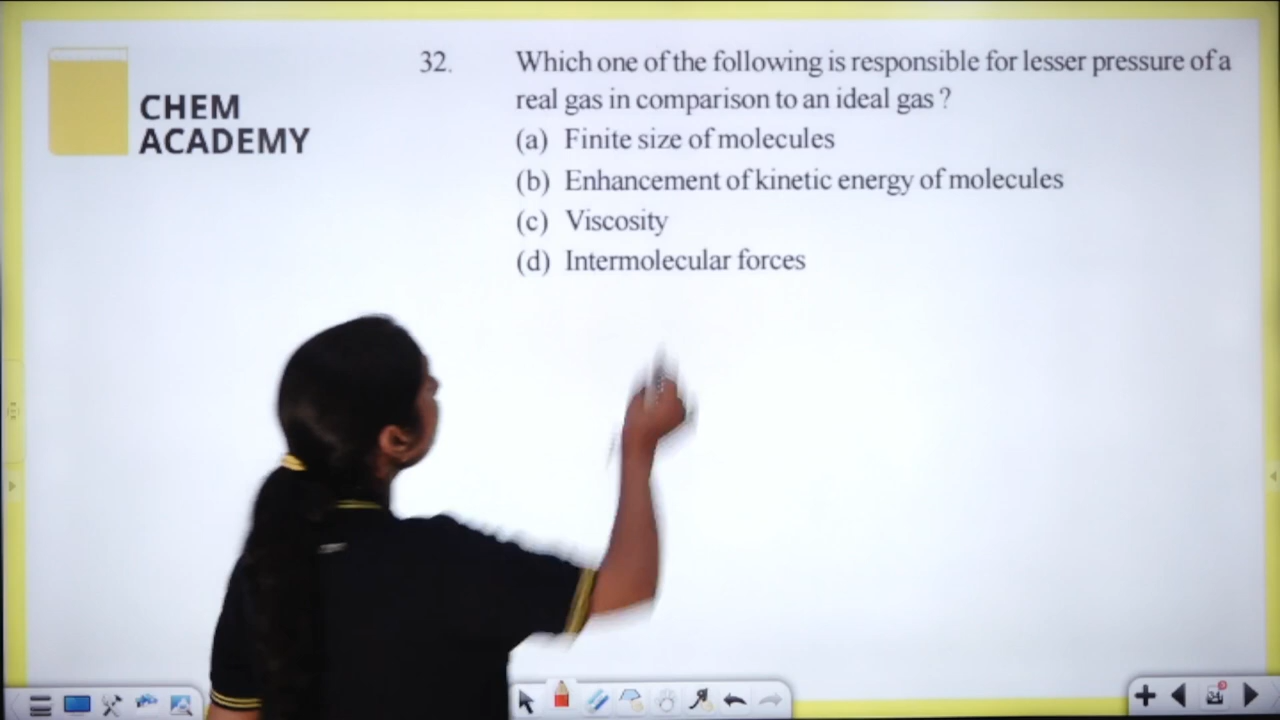 CHEM
ACADEMY
32. Which one of the following is responsible for lesser pressure of a
real gas in comparison to an ideal gas ?
(a) Finite size of molecules
(b) Enhancement of kinetic energy of molecules
(c) Viscosity
(d) Intermolecular forces